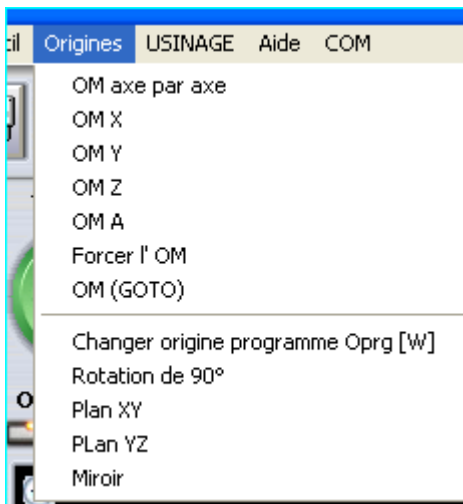 il Origines USINAGE Aide COM
OM axe par axe
OM X
OM Y
OM Z
OM A
Forcer l' OM
OM (GOTO)
Changer origine programme Oprg [W]
Rotation de 90°
Plan XY
PLan YZ
Miroir
O